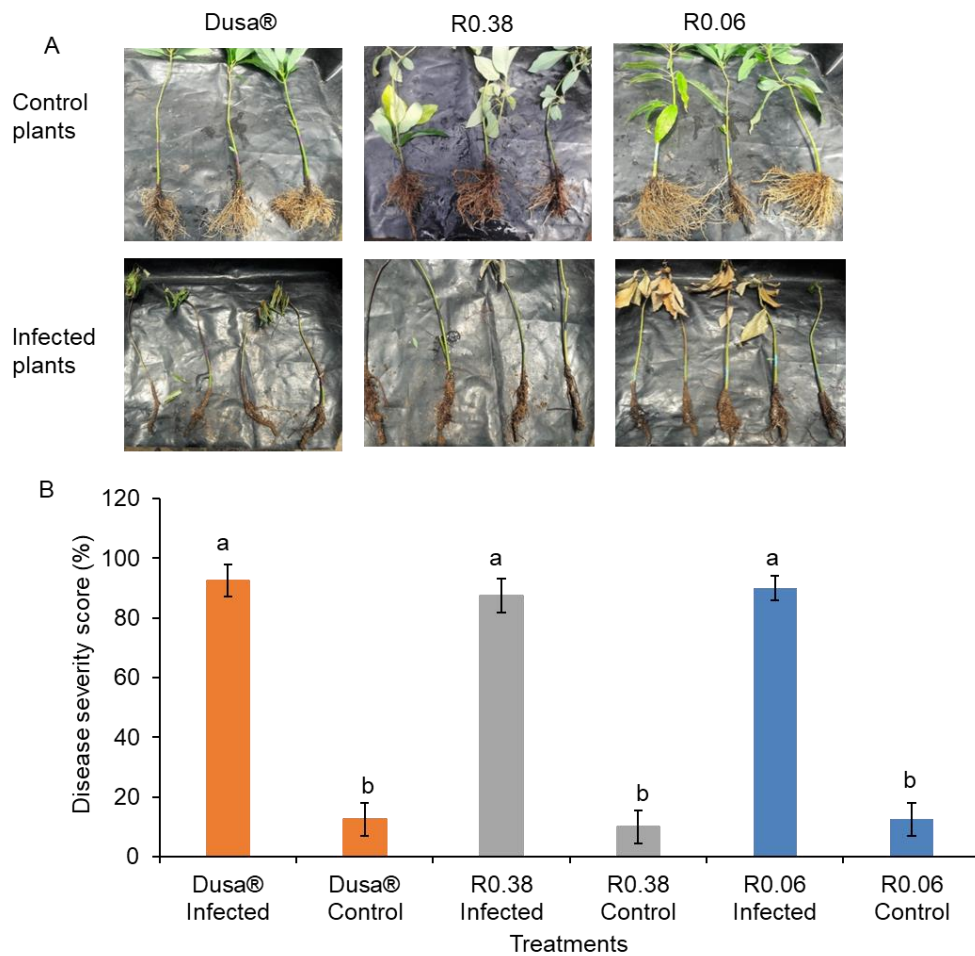 Dusa®
R0.38
R0.06
A
Control
plants
Infected
plants
B
120
100
80
60
40
20
0
Disease severity score (%)
a
b
a
b
a
b
Dusa®
Infected
Dusa®
Control
R0.38
Infected
R0.38
Control
R0.06
Infected
R0.06
Control
Treatments